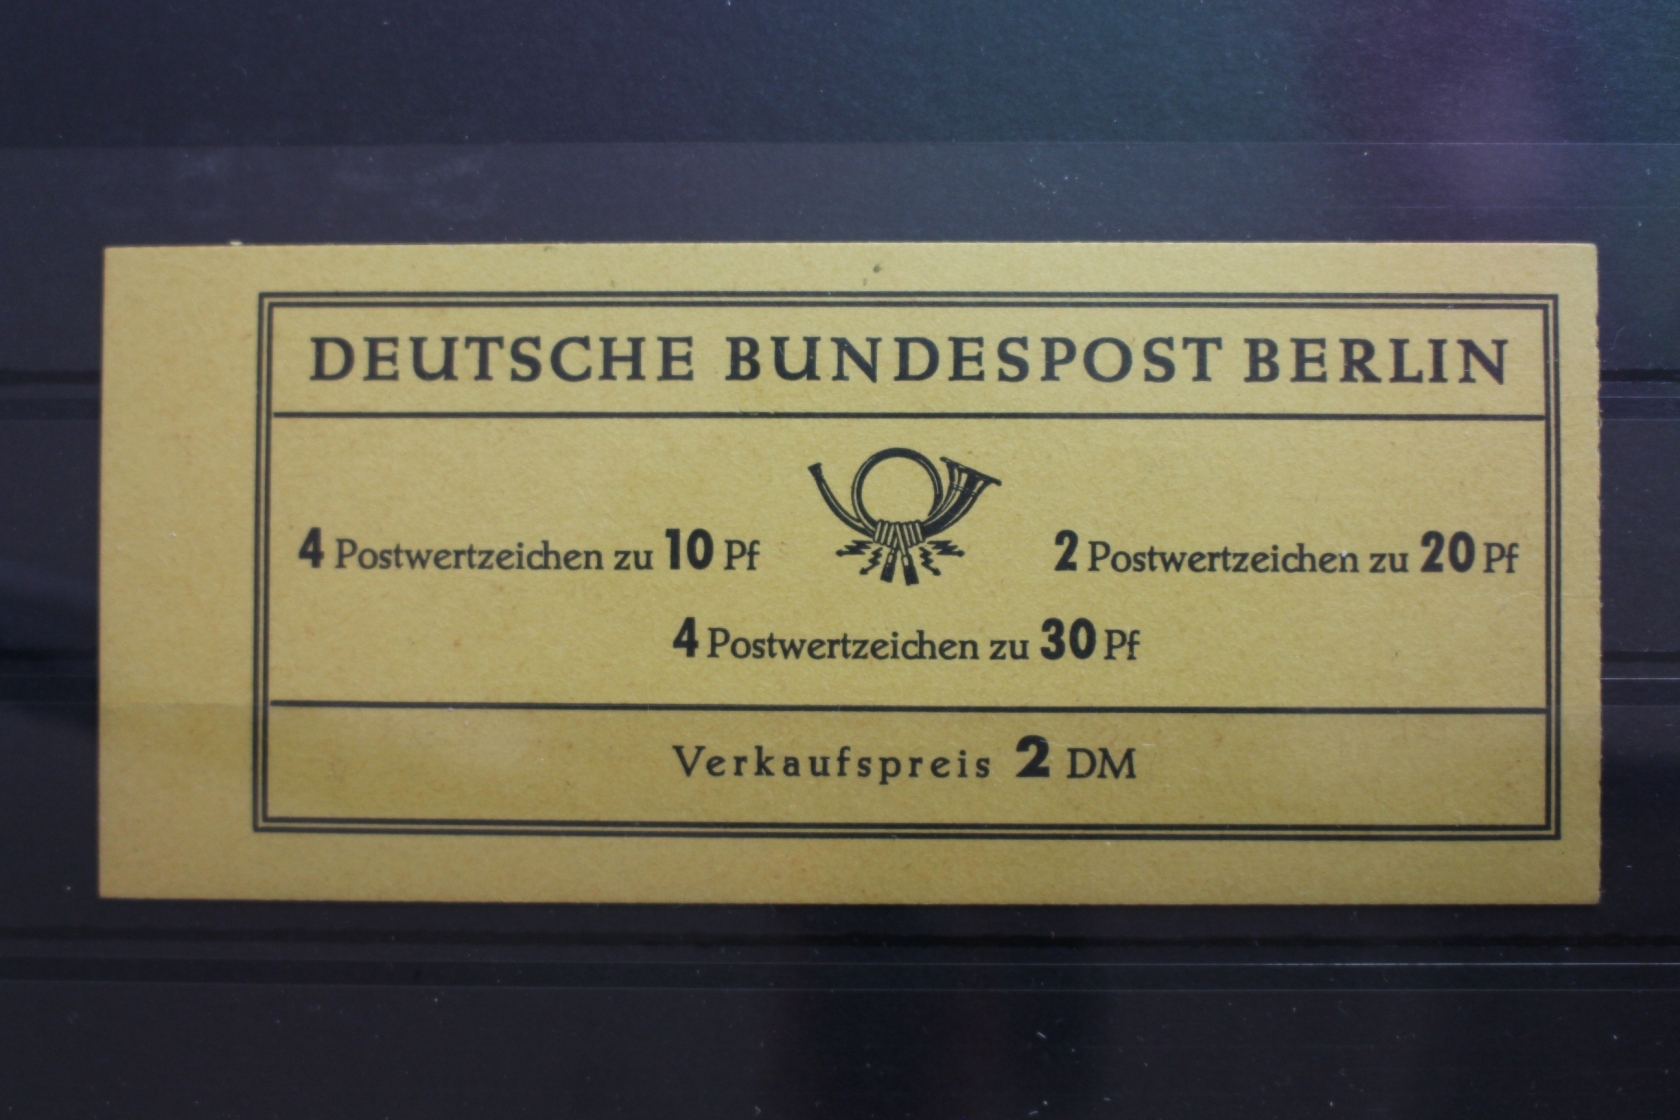 DEUTSCHE BUNDESPOST BERLIN
4 Postwertzeichen zu 10 Pf 2 Postwertzeichen zu 20 Pf
4 Postwertzeichen zu 30 Pf
Verkaufspreis 2 DM